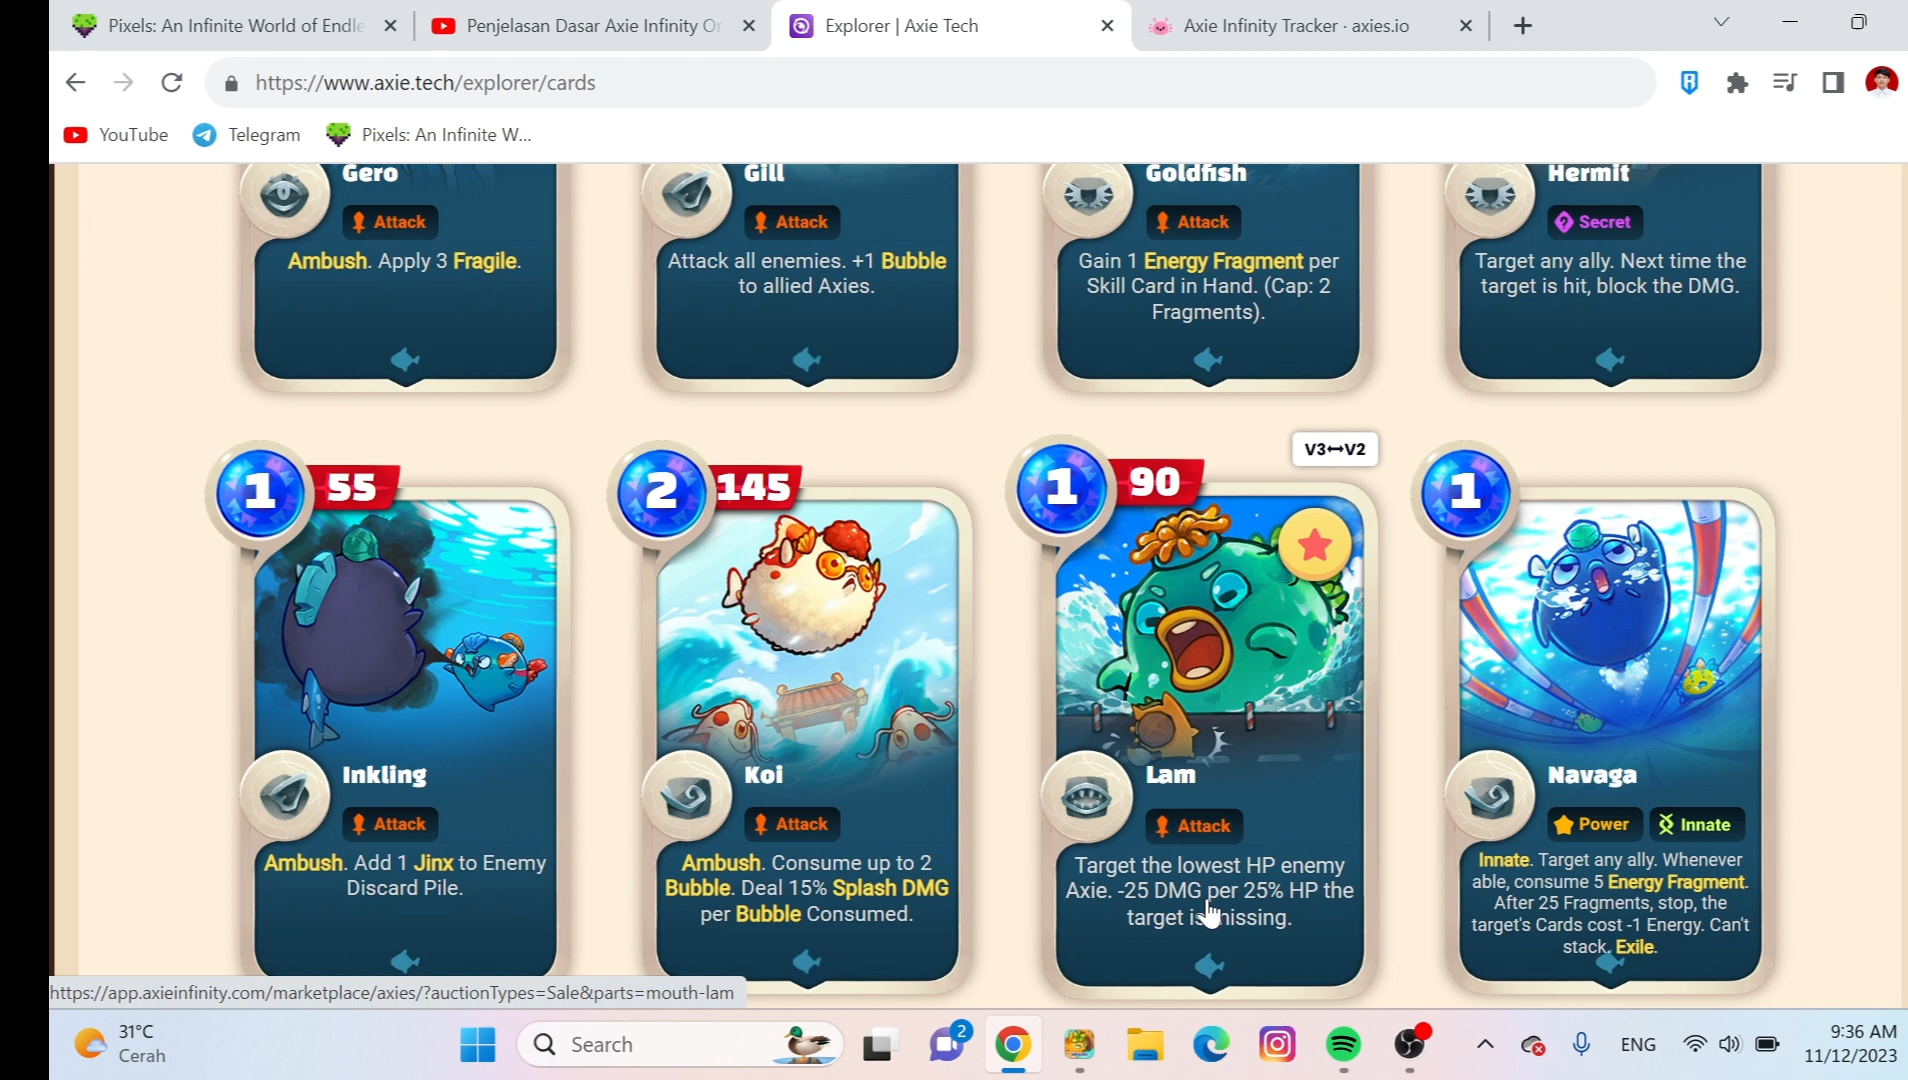 Pixels: An Infinite World of Endle
Penjelasan Dasar Axie Infinity Or
Explorer | Axie Tech
Axie Infinity Tracker · axies.io
https://www.axie.tech/explorer/cards
YouTube
Telegram
Pixels: An Infinite W...
Gero
Attack
Ambush. Apply 3 Fragile.
Gill
Attack
Attack all enemies. +1 Bubble
to allied Axies.
Goldfish
Attack
Gain 1 Energy Fragment per
Skill Card in Hand. (Cap: 2
Fragments).
Hermit
Secret
Target any ally. Next time the
target is hit, block the DMG.
1
55
Inkling
Attack
Ambush. Add 1 Jinx to Enemy
Discard Pile.
2
145
Koi
Attack
Ambush. Consume up to 2
Bubble. Deal 15% Splash DMG
per Bubble Consumed.
V3↔V2
1
90
Lam
Attack
Target the lowest HP enemy
Axie. -25 DMG per 25% HP the
target is missing.
1
Navaga
Power
Innate
Innate. Target any ally. Whenever
able, consume 5 Energy Fragment.
After 25 Fragments, stop, the
target's Cards cost -1 Energy. Can't
stack. Exile.
https://app.axieinfinity.com/marketplace/axies/?auctionTypes=Sale&parts=mouth-lam
31°C
Cerah
Search
2
ENG
9:36 AM
11/12/2023